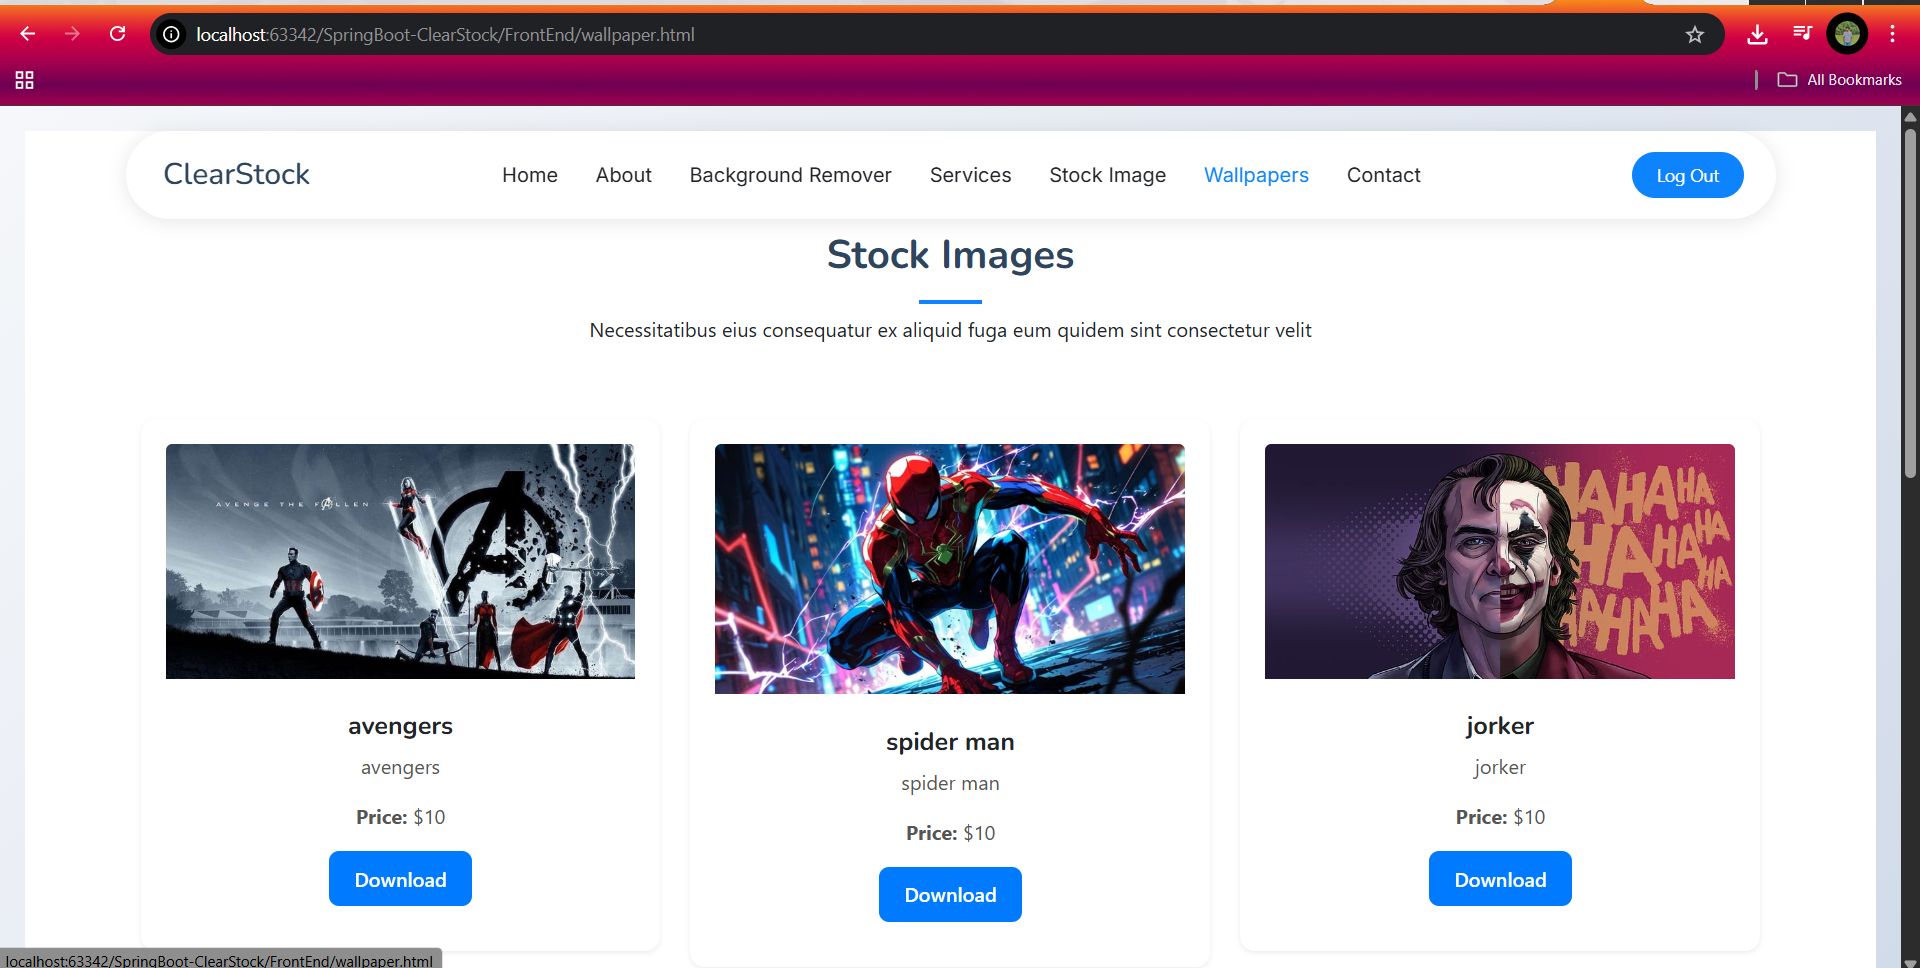 localhost:63342/SpringBoot-ClearStock/FrontEnd/wallpaper.html
All Bookmarks
ClearStock
Home About Background Remover Services Stock Image Wallpapers Contact
Log Out
Stock Images
Necessitatibus eius consequatur ex aliquid fuga eum quidem sint consectetur velit
AVENGE THE FALLEN
HAHAHA
HAHAHA
HA
HAHAHA
avengers
avengers
Price: $10
Download
spider man
spider man
Price: $10
Download
jorker
jorker
Price: $10
Download
localhost:63342/SpringBoot-ClearStock/FrontEnd/wallpaper.html